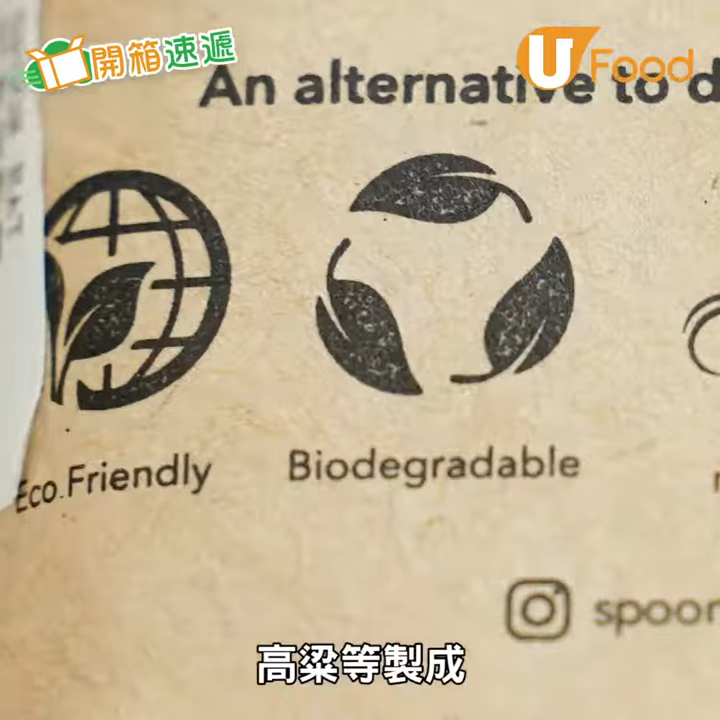 開箱速遞
U Food
An alternative to d
Eco.Friendly
Biodegradable
spoon
高粱等製成